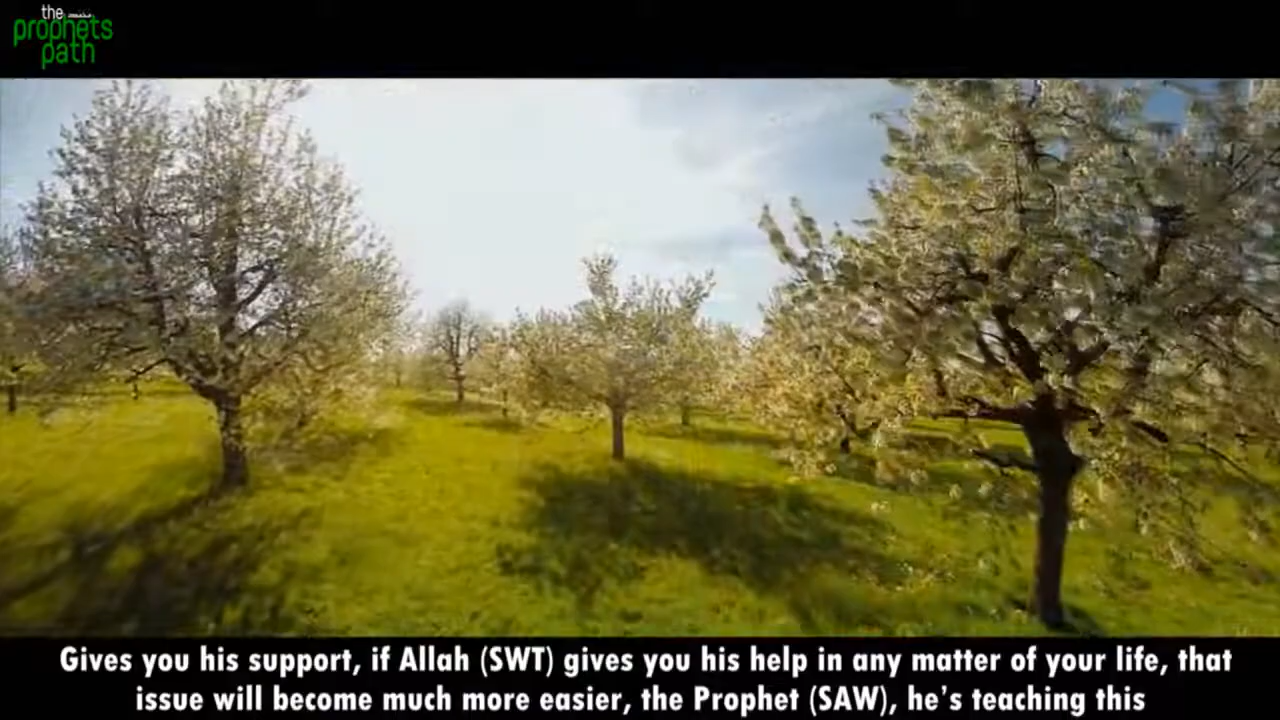 the
prophets
path
Gives you his support, if Allah (SWT) gives you his help in any matter of your life, that
issue will become much more easier, the Prophet (SAW), he’s teaching this